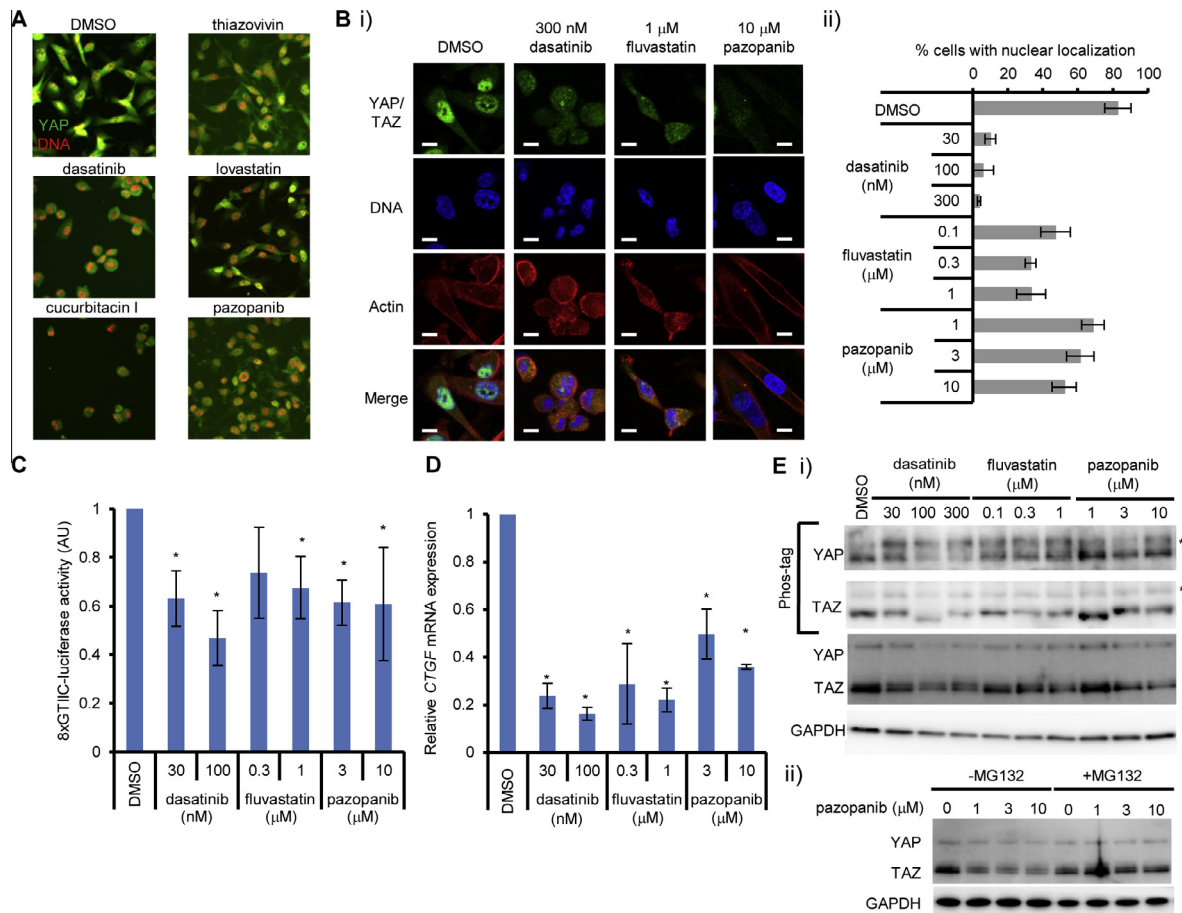 A
DMSO
thiazovivin
YAP
DNA
dasatinib
lovastatin
cucurbitacin I
pazopanib
B i)
DMSO
300 nM
dasatinib
1 μM
fluvastatin
10 μM
pazopanib
YAP/
TAZ
DNA
Actin
Merge
ii)
% cells with nuclear localization
0 20 40 60 80 100
DMSO
30
dasatinib
100
(nM)
300
0.1
fluvastatin
0.3
(μM)
1
1
pazopanib
3
(μM)
10
C
8xGTIIC-luciferase activity (AU)
1
0.8
0.6
0.4
0.2
0
* * * * *
DMSO
30 100 0.3 1 3 10
dasatinib fluvastatin pazopanib
(nM) (μM) (μM)
D
Relative CTGF mRNA expression
1
0.8
0.6
0.4
0.2
0
* * * * * *
DMSO
30 100 0.3 1 3 10
dasatinib fluvastatin pazopanib
(nM) (μM) (μM)
E i)
DMSO
dasatinib fluvastatin pazopanib
(nM) (μM) (μM)
30 100 300 0.1 0.3 1 1 3 10
Phos-tag
YAP
*
TAZ
*
YAP
TAZ
GAPDH
ii)
-MG132 +MG132
pazopanib (μM) 0 1 3 10 0 1 3 10
YAP
TAZ
GAPDH